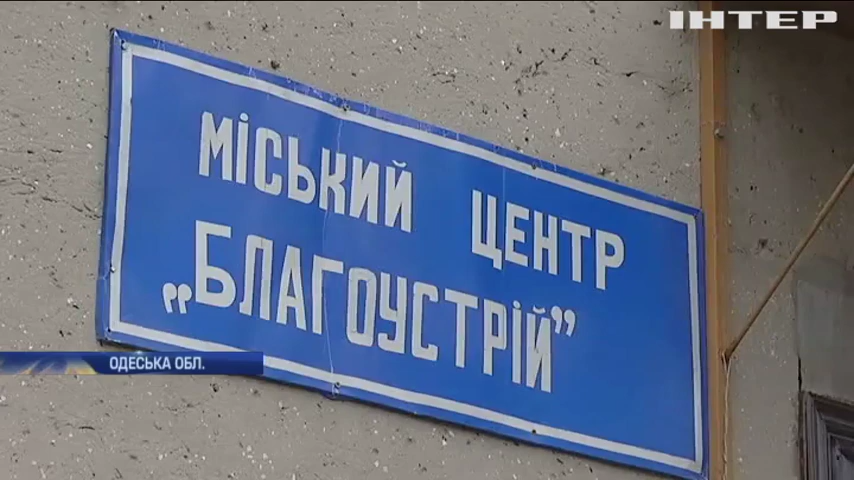 ІНТЕР
МІСЬКИЙ ЦЕНТР
„БЛАГОУСТРІЙ”
ОДЕСЬКА ОБЛ.